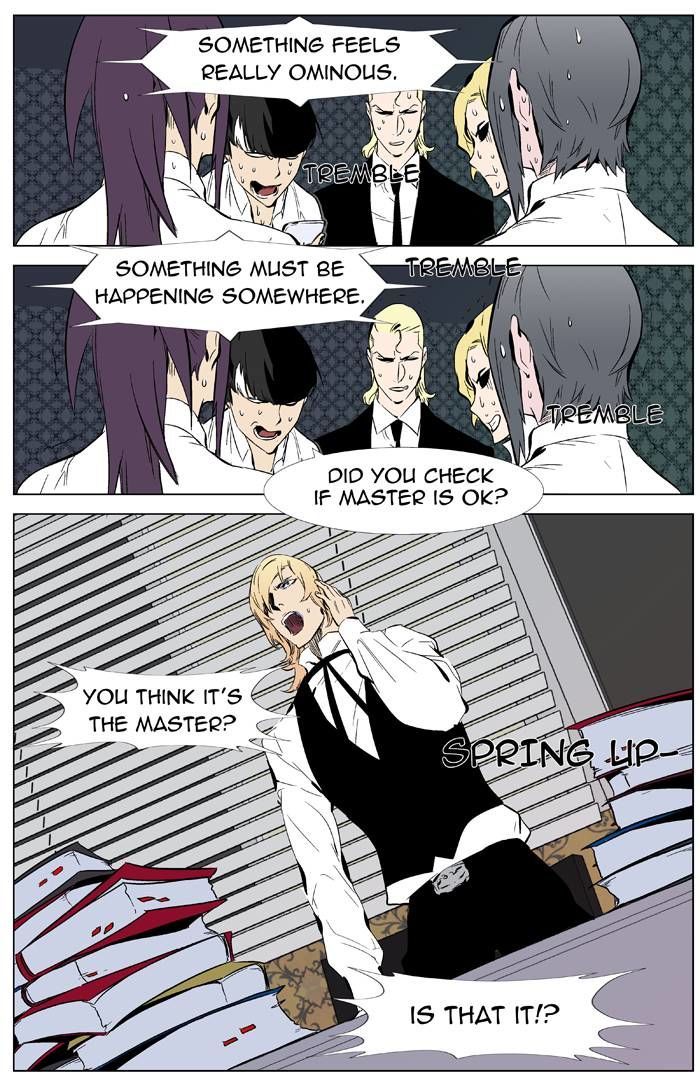 SOMETHING FEELS
REALLY OMINOUS.
TREMBLE
SOMETHING MUST BE
HAPPENING SOMEWHERE.
TREMBLE
TREMBLE
DID YOU CHECK
IF MASTER IS OK?
YOU THINK IT'S
THE MASTER?
SPRING UP-
IS THAT IT!?